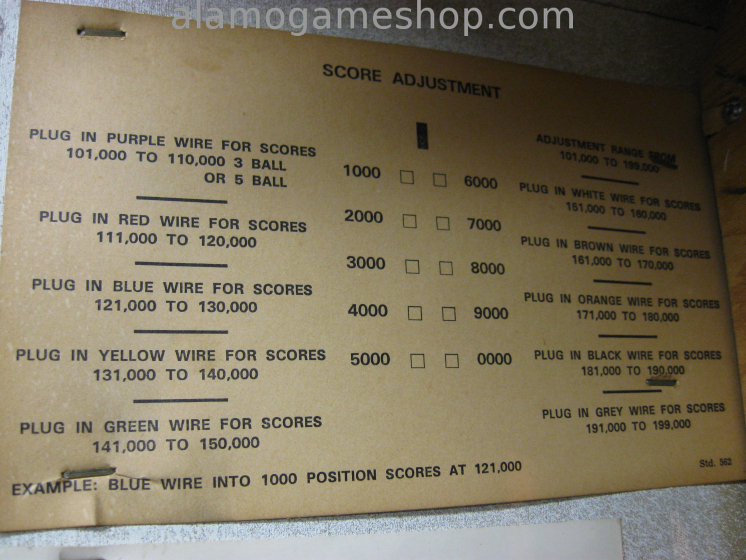 alamogameshop.com
SCORE ADJUSTMENT
PLUG IN PURPLE WIRE FOR SCORES
101,000 TO 110,000 3 BALL
OR 5 BALL
PLUG IN RED WIRE FOR SCORES
111,000 TO 120,000
PLUG IN BLUE WIRE FOR SCORES
121,000 TO 130,000
PLUG IN YELLOW WIRE FOR SCORES
131,000 TO 140,000
PLUG IN GREEN WIRE FOR SCORES
141,000 TO 150,000
1000 6000
2000 7000
3000 8000
4000 9000
5000 0000
ADJUSTMENT RANGE FROM
101,000 TO 199,000
PLUG IN WHITE WIRE FOR SCORES
151,000 TO 160,000
PLUG IN BROWN WIRE FOR SCORES
161,000 TO 170,000
PLUG IN ORANGE WIRE FOR SCORES
171,000 TO 180,000
PLUG IN BLACK WIRE FOR SCORES
181,000 TO 190,000
PLUG IN GREY WIRE FOR SCORES
191,000 TO 199,000
EXAMPLE: BLUE WIRE INTO 1000 POSITION SCORES AT 121,000
Std. 562